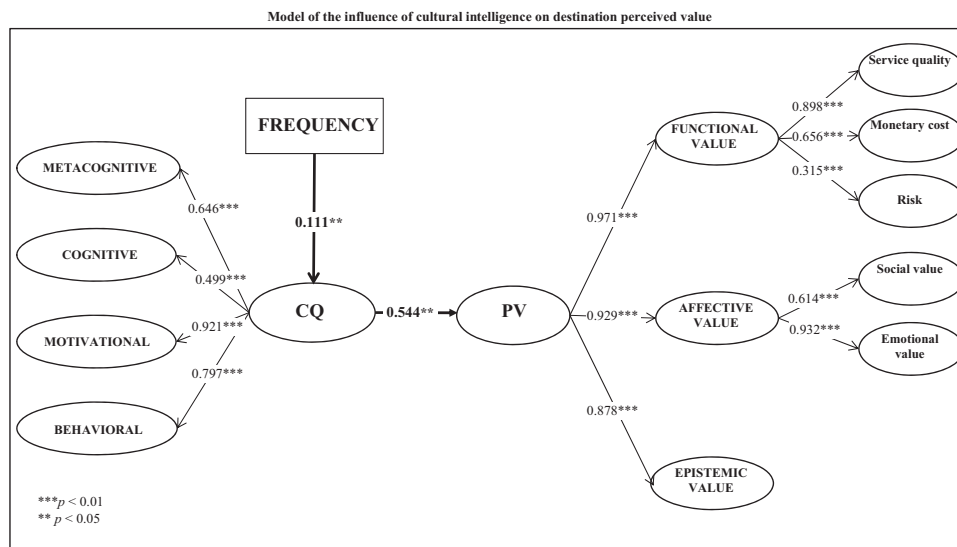 Model of the influence of cultural intelligence on destination perceived value
FREQUENCY
METACOGNITIVE
COGNITIVE
MOTIVATIONAL
BEHAVIORAL
0.646***
0.499***
0.921***
0.797***
0.111**
CQ
0.544**
PV
0.971***
0.929***
0.878***
FUNCTIONAL
VALUE
AFFECTIVE
VALUE
EPISTEMIC
VALUE
0.898***
0.656***
0.315***
0.614***
0.932***
Service quality
Monetary cost
Risk
Social value
Emotional
value
***p < 0.01
** p < 0.05